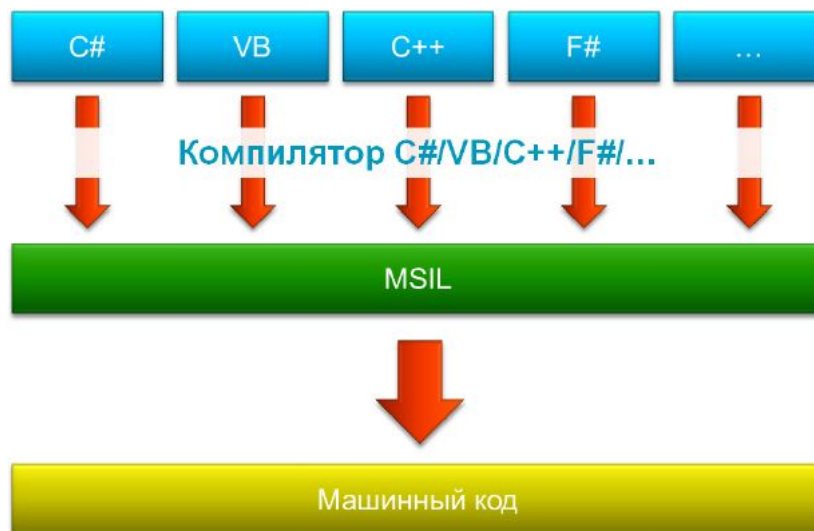 C# VB C++ F# ...
Компилятор C#/VB/C++/F#/...
MSIL
Машинный код